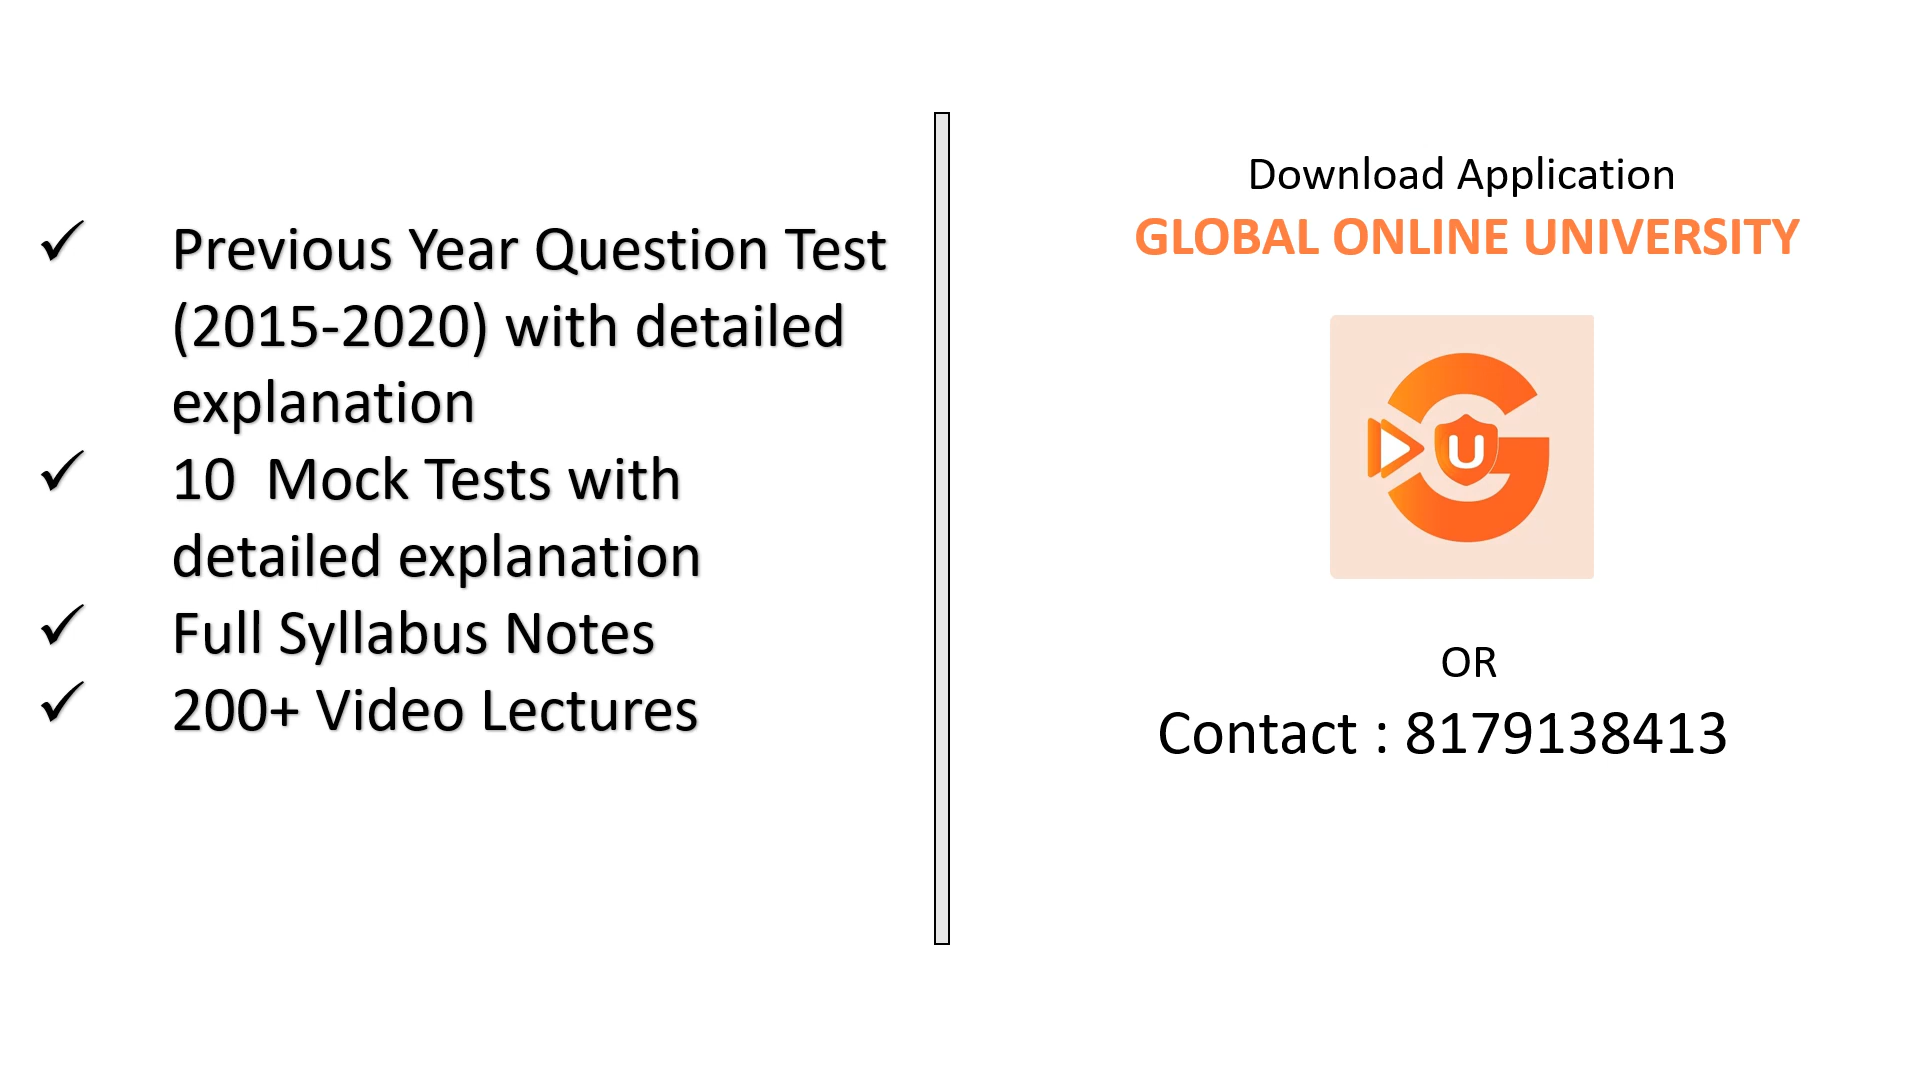 ✓ Previous Year Question Test
(2015-2020) with detailed
explanation
✓ 10  Mock Tests with
detailed explanation
✓ Full Syllabus Notes
✓ 200+ Video Lectures
Download Application
GLOBAL ONLINE UNIVERSITY
U
OR
Contact : 8179138413